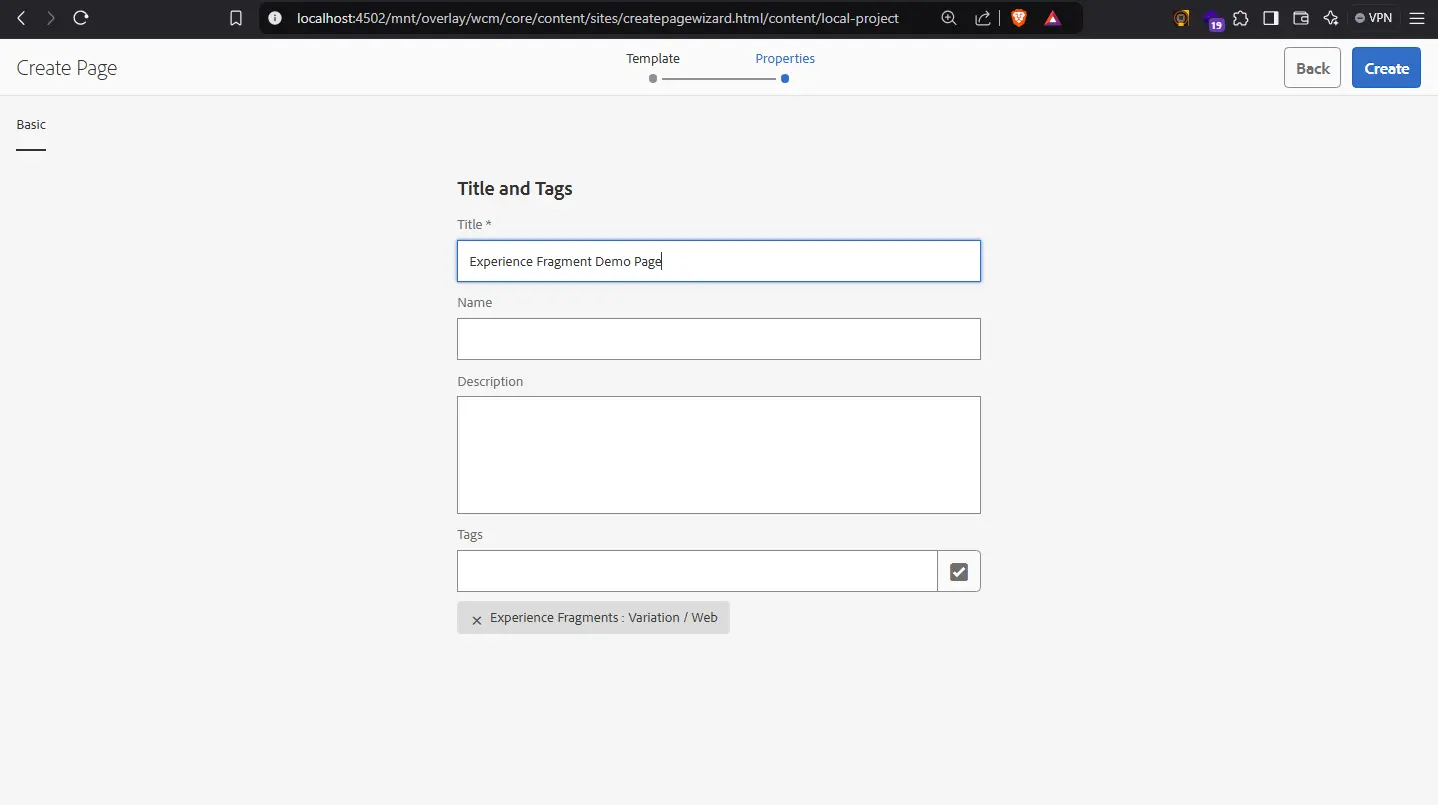 localhost:4502/mnt/overlay/wcm/core/content/sites/createpagewizard.html/content/local-project
19
VPN
Create Page
Template
Properties
Back
Create
Basic
Title and Tags
Title *
Experience Fragment Demo Page
Name
Description
Tags
Experience Fragments : Variation / Web